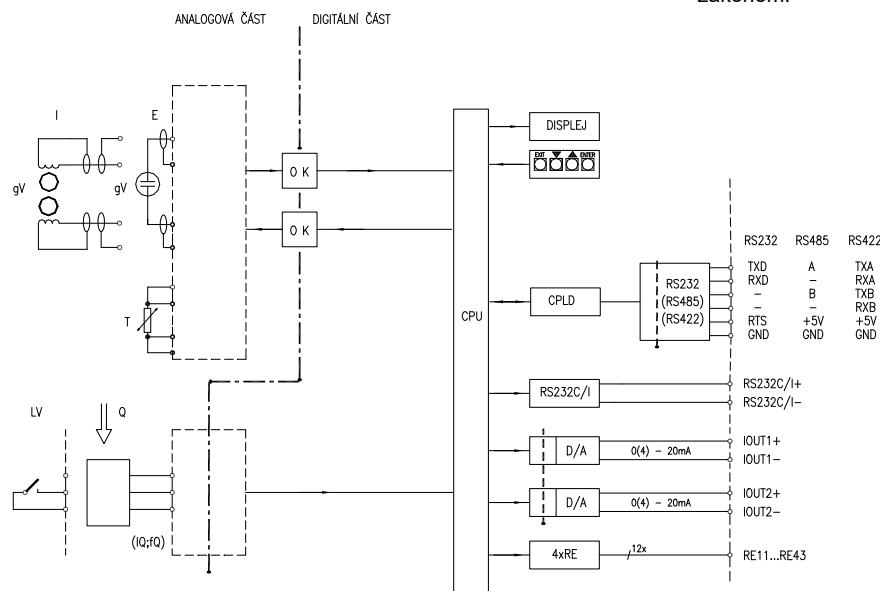 zákonem.
ANALOGOVÁ ČÁST
DIGITÁLNÍ ČÁST
I
E
gV
gV
T
O K
O K
CPU
DISPLEJ
EXIT ENTER
CPLD
RS232
(RS485)
(RS422)
RS232 RS485 RS422
TXD A TXA
RXD – RXA
– B TXB
– – RXB
RTS +5V +5V
GND GND GND
RS232C/I
RS232C/I+
RS232C/I–
D/A
0(4) – 20mA
IOUT1+
IOUT1–
D/A
0(4) – 20mA
IOUT2+
IOUT2–
4xRE
12x
RE11...RE43
LV
Q
(IQ;fQ)